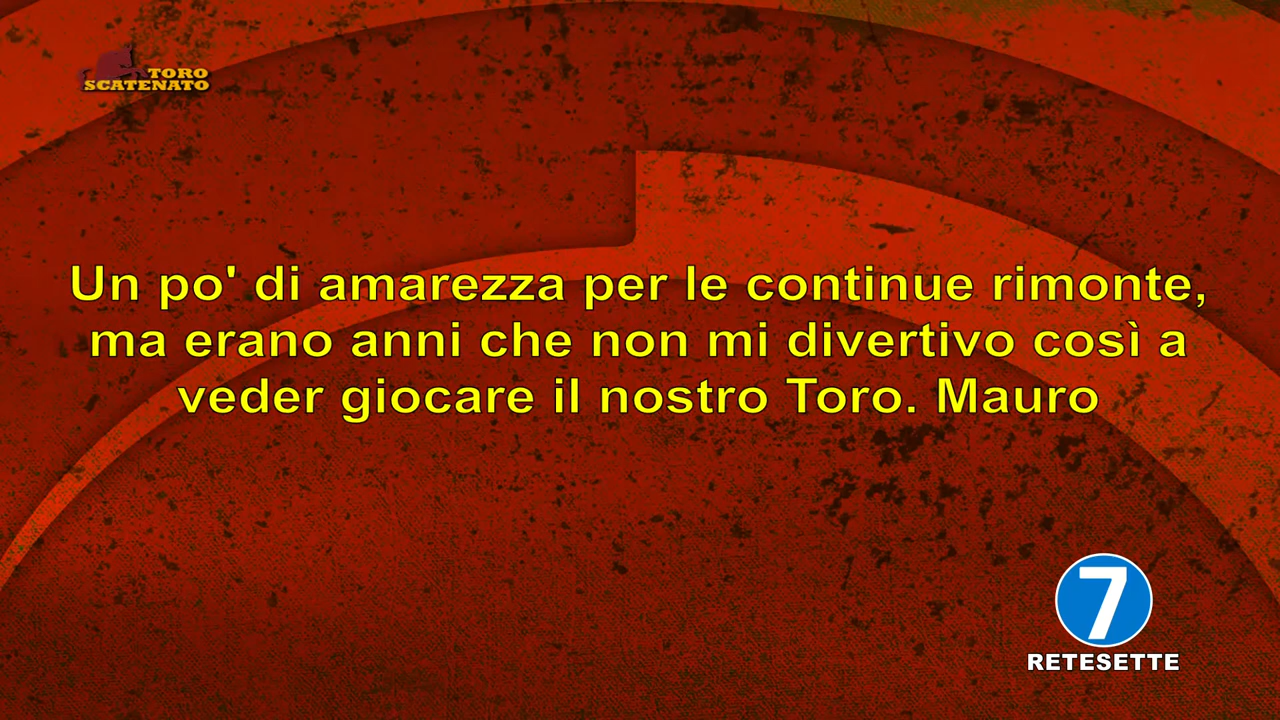 TORO
SCATENATO
Un po' di amarezza per le continue rimonte,
ma erano anni che non mi divertivo così a
veder giocare il nostro Toro. Mauro
7
RETESETTE